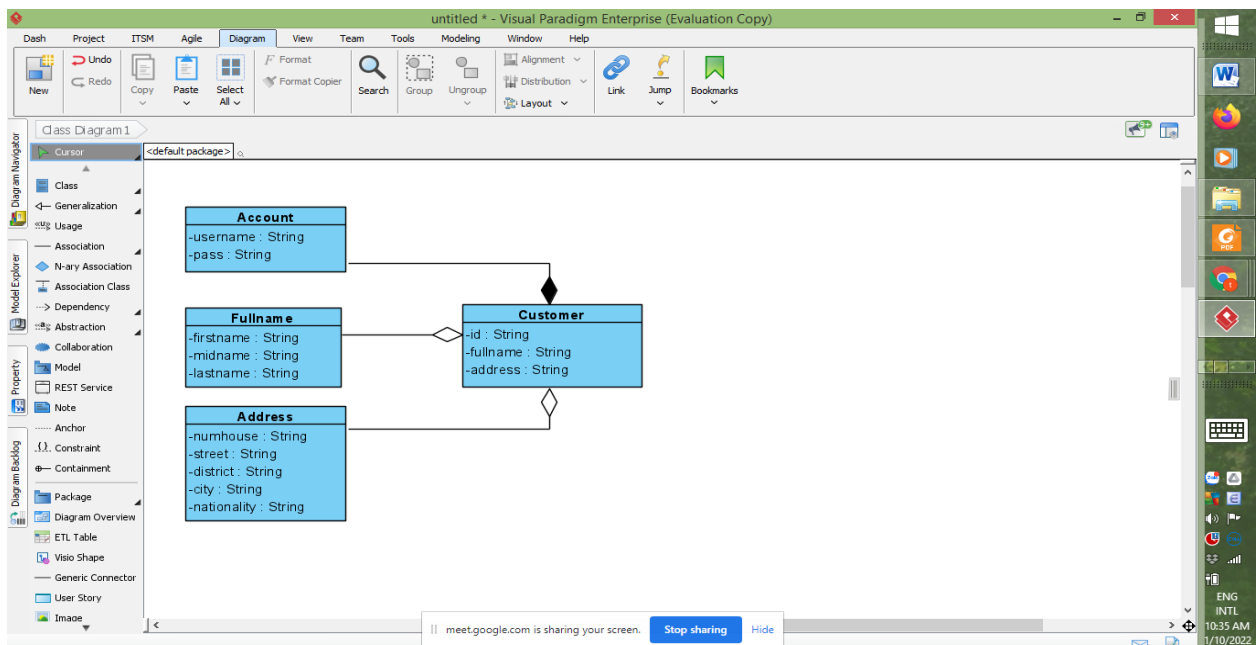 untitled * - Visual Paradigm Enterprise (Evaluation Copy)
Dash Project ITSM Agile Diagram View Team Tools Modeling Window Help
New
Undo
Redo
Copy
Paste
Select
All
Format
Format Copier
Search
Group
Ungroup
Alignment
Distribution
Layout
Link
Jump
Bookmarks
Class Diagram1
9+
Diagram Navigator
Model Explorer
Property
Diagram Backlog
Cursor
<default package>
Class
Generalization
Usage
Association
N-ary Association
Association Class
Dependency
Abstraction
Collaboration
Model
REST Service
Note
Anchor
Constraint
Containment
Package
Diagram Overview
ETL Table
Visio Shape
Generic Connector
User Story
Image
Account
-username : String
-pass : String
Fullname
-firstname : String
-midname : String
-lastname : String
Customer
-id : String
-fullname : String
-address : String
Address
-numhouse : String
-street : String
-district : String
-city : String
-nationality : String
meet.google.com is sharing your screen.
Stop sharing
Hide
W
G
PDF
ENG
INTL
10:35 AM
1/10/2022